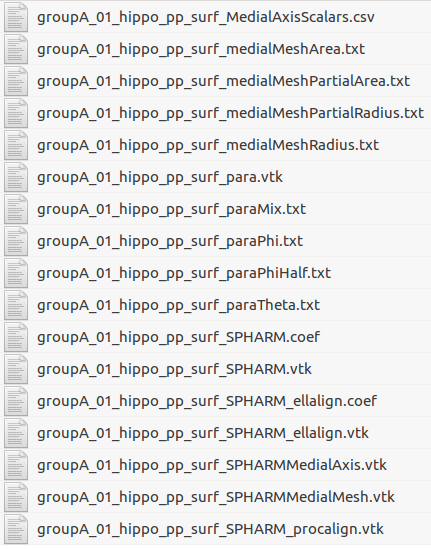 groupA_01_hippo_pp_surf_MedialAxisScalars.csv
groupA_01_hippo_pp_surf_medialMeshArea.txt
groupA_01_hippo_pp_surf_medialMeshPartialArea.txt
groupA_01_hippo_pp_surf_medialMeshPartialRadius.txt
groupA_01_hippo_pp_surf_medialMeshRadius.txt
groupA_01_hippo_pp_surf_para.vtk
groupA_01_hippo_pp_surf_paraMix.txt
groupA_01_hippo_pp_surf_paraPhi.txt
groupA_01_hippo_pp_surf_paraPhiHalf.txt
groupA_01_hippo_pp_surf_paraTheta.txt
groupA_01_hippo_pp_surf_SPHARM.coef
groupA_01_hippo_pp_surf_SPHARM.vtk
groupA_01_hippo_pp_surf_SPHARM_ellalign.coef
groupA_01_hippo_pp_surf_SPHARM_ellalign.vtk
groupA_01_hippo_pp_surf_SPHARMMedialAxis.vtk
groupA_01_hippo_pp_surf_SPHARMMedialMesh.vtk
groupA_01_hippo_pp_surf_SPHARM_procalign.vtk